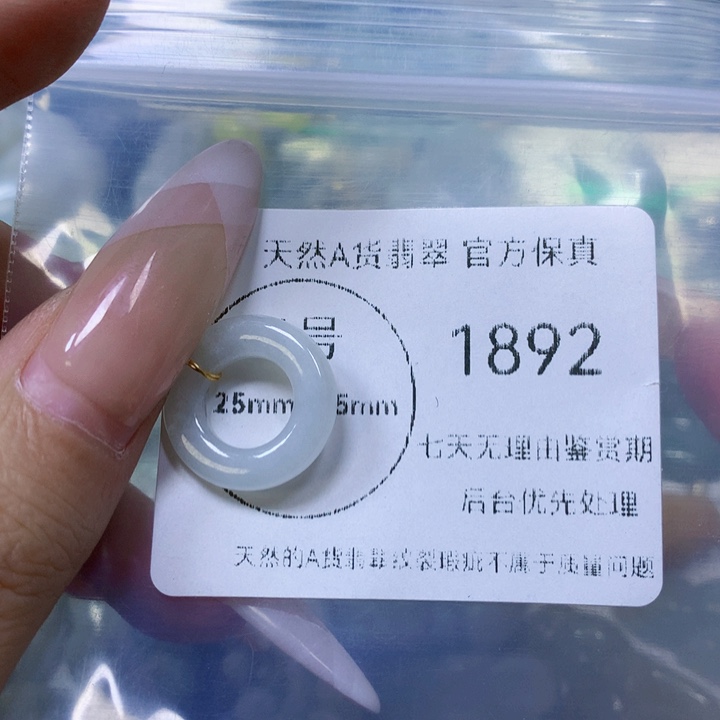 天然A货翡翠 官方保真
号
1892
25mm 5mm
七天无理由鉴赏期
后台优先处理
天然的A货翡翠纹裂瑕疵不属于质量问题